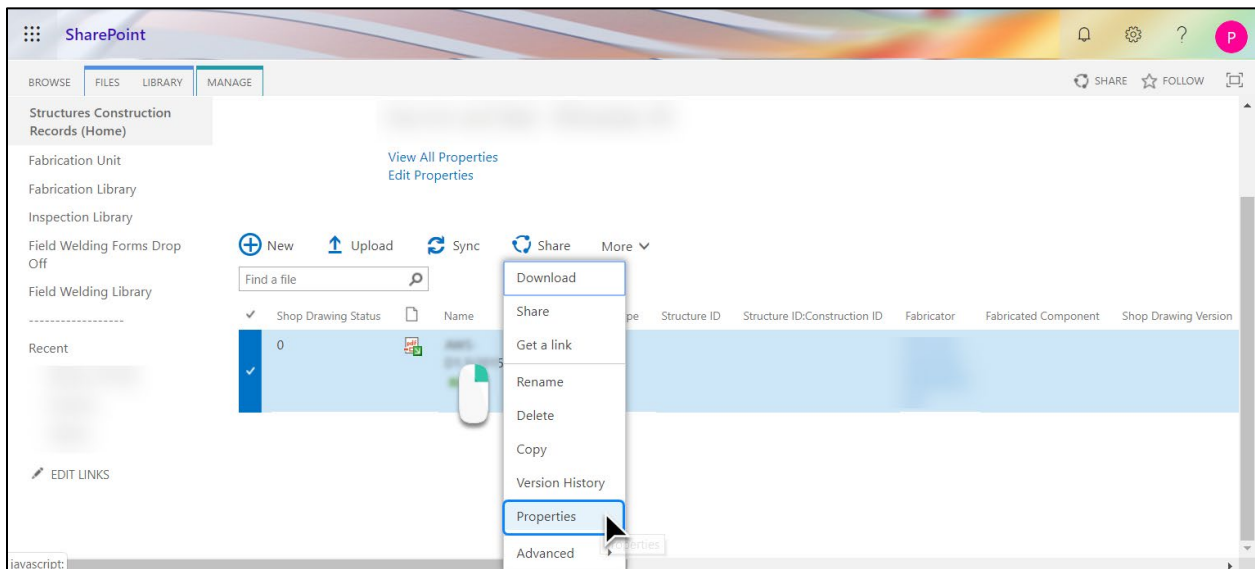 SharePoint
?
P
BROWSE FILES LIBRARY MANAGE
SHARE FOLLOW
Structures Construction
Records (Home)
Fabrication Unit
Fabrication Library
Inspection Library
Field Welding Forms Drop
Off
Field Welding Library
------------------
Recent
EDIT LINKS
View All Properties
Edit Properties
New Upload Sync Share More
Find a file
Shop Drawing Status Name Structure ID Structure ID:Construction ID Fabricator Fabricated Component Shop Drawing Version
0
Download
Share
Get a link
Rename
Delete
Copy
Version History
Properties
Advanced
javascript: